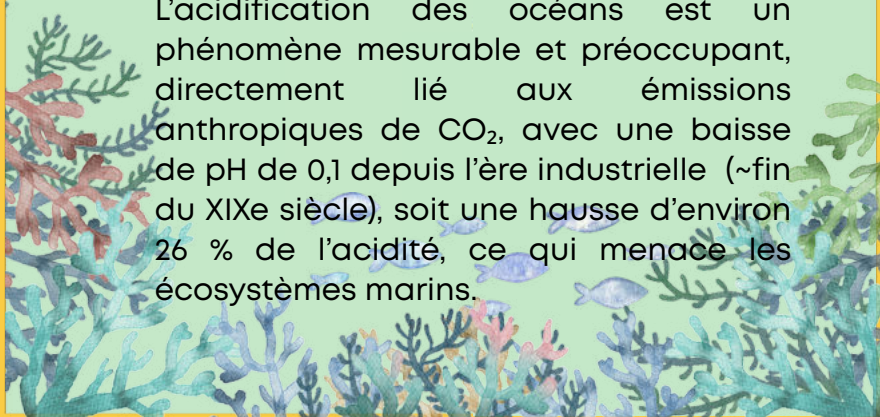 L'acidification des océans est un
phénomène mesurable et préoccupant,
directement lié aux émissions
anthropiques de CO₂, avec une baisse
de pH de 0,1 depuis l'ère industrielle (~fin
du XIXe siècle), soit une hausse d'environ
26 % de l'acidité, ce qui menace les
écosystèmes marins.